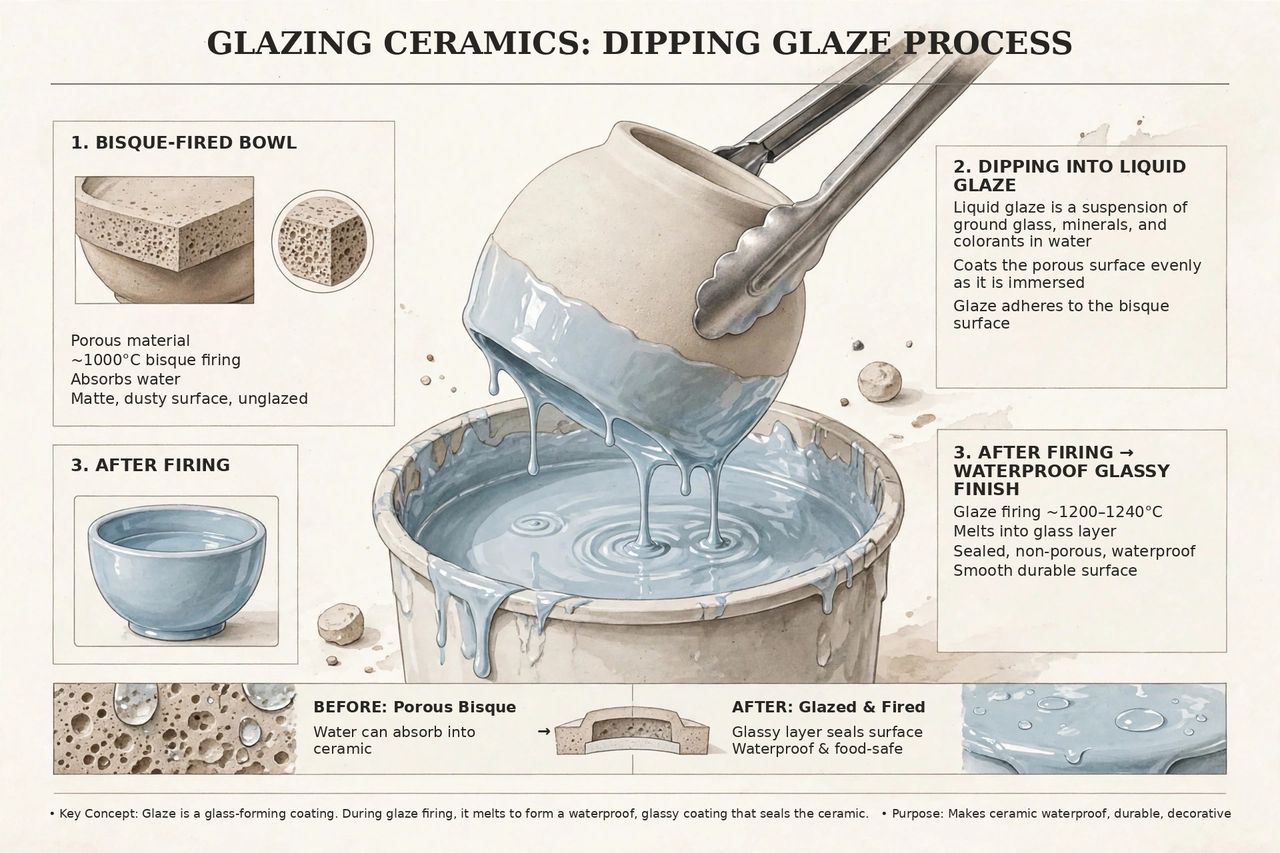 GLAZING CERAMICS: DIPPING GLAZE PROCESS
1. BISQUE-FIRED BOWL
Porous material
~1000°C bisque firing
Absorbs water
Matte, dusty surface, unglazed
2. DIPPING INTO LIQUID
GLAZE
Liquid glaze is a suspension of
ground glass, minerals, and
colorants in water
Coats the porous surface evenly
as it is immersed
Glaze adheres to the bisque
surface
3. AFTER FIRING
3. AFTER FIRING →
WATERPROOF GLASSY
FINISH
Glaze firing ~1200–1240°C
Melts into glass layer
Sealed, non-porous, waterproof
Smooth durable surface
BEFORE: Porous Bisque
Water can absorb into
ceramic
→
AFTER: Glazed & Fired
Glassy layer seals surface
Waterproof & food-safe
• Key Concept: Glaze is a glass-forming coating. During glaze firing, it melts to form a waterproof, glassy coating that seals the ceramic. • Purpose: Makes ceramic waterproof, durable, decorative